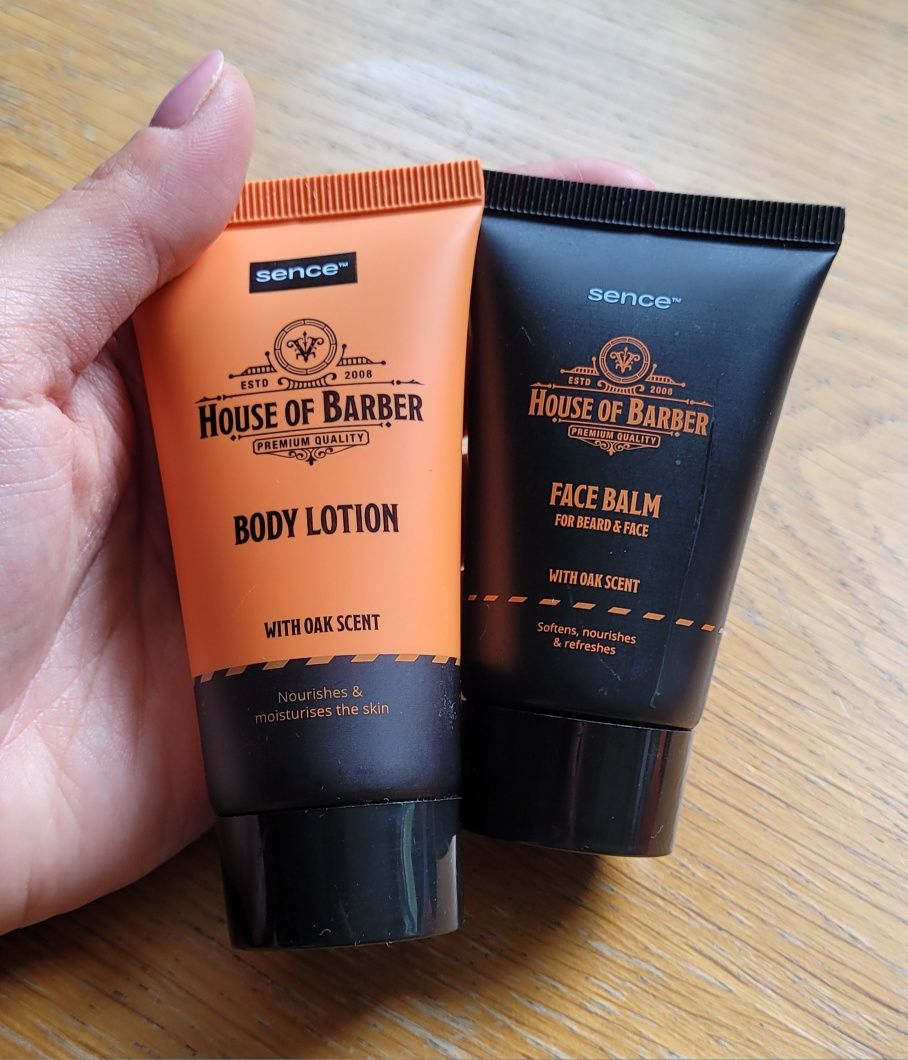 sence™
ESTD 2008
HOUSE OF BARBER
PREMIUM QUALITY
BODY LOTION
WITH OAK SCENT
Nourishes &
moisturises the skin
sence™
ESTD 2008
HOUSE OF BARBER
PREMIUM QUALITY
FACE BALM
FOR BEARD & FACE
WITH OAK SCENT
Softens, nourishes
& refreshes